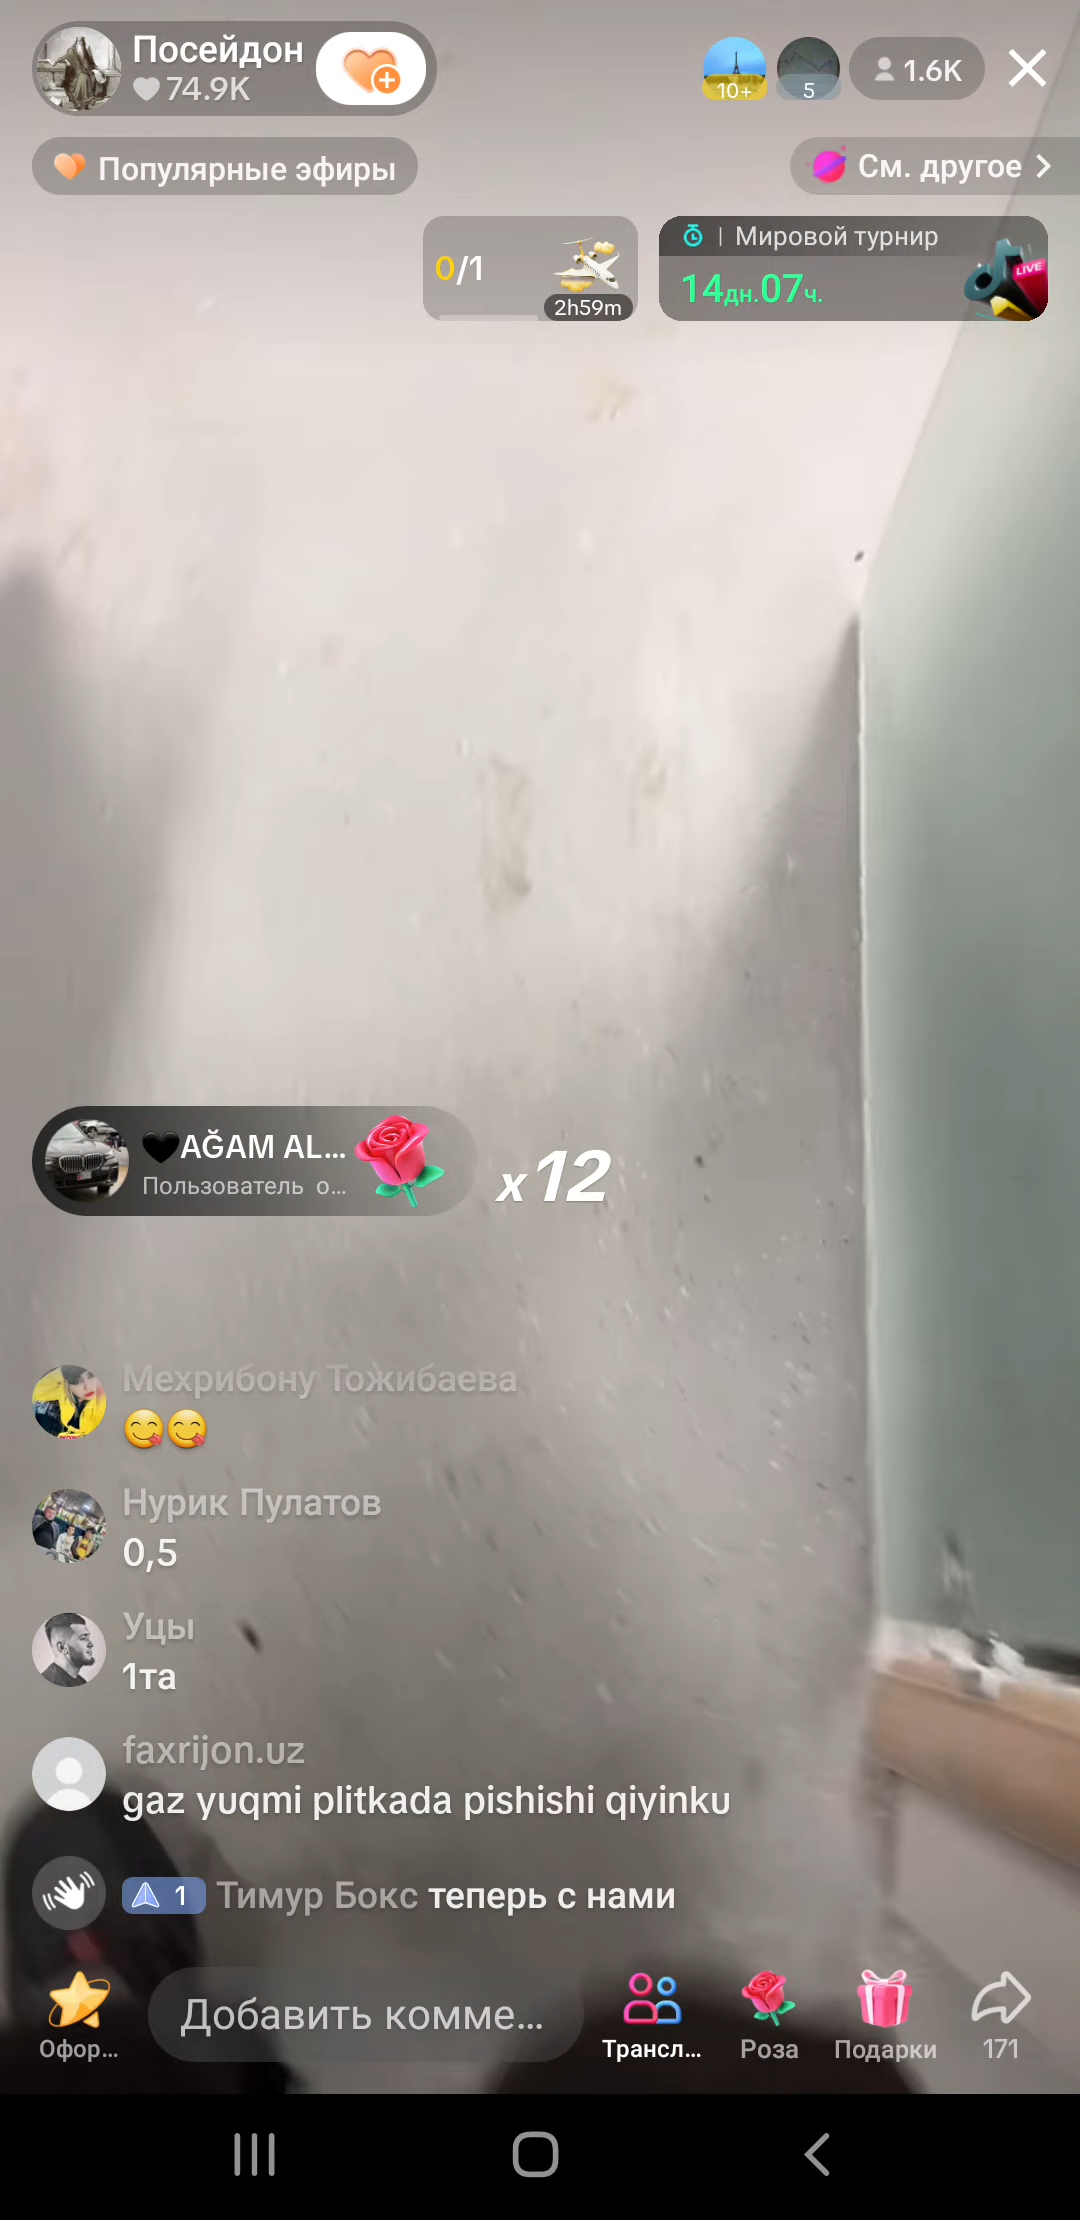 Посейдон
74.9K
10+
5
1.6K
Популярные эфиры
См. другое
0/1
2h59m
Мировой турнир
LIVE
14дн.07ч.
🖤AĞAM AL...
Пользователь о...
x12
Мехрибону Тожибаева
😋😋
Нурик Пулатов
0,5
Уцы
1та
faxrijon.uz
gaz yuqmi plitkada pishishi qiyinku
1 Тимур Бокс теперь с нами
Офор...
Добавить комме...
Трансл...
Роза
Подарки
171